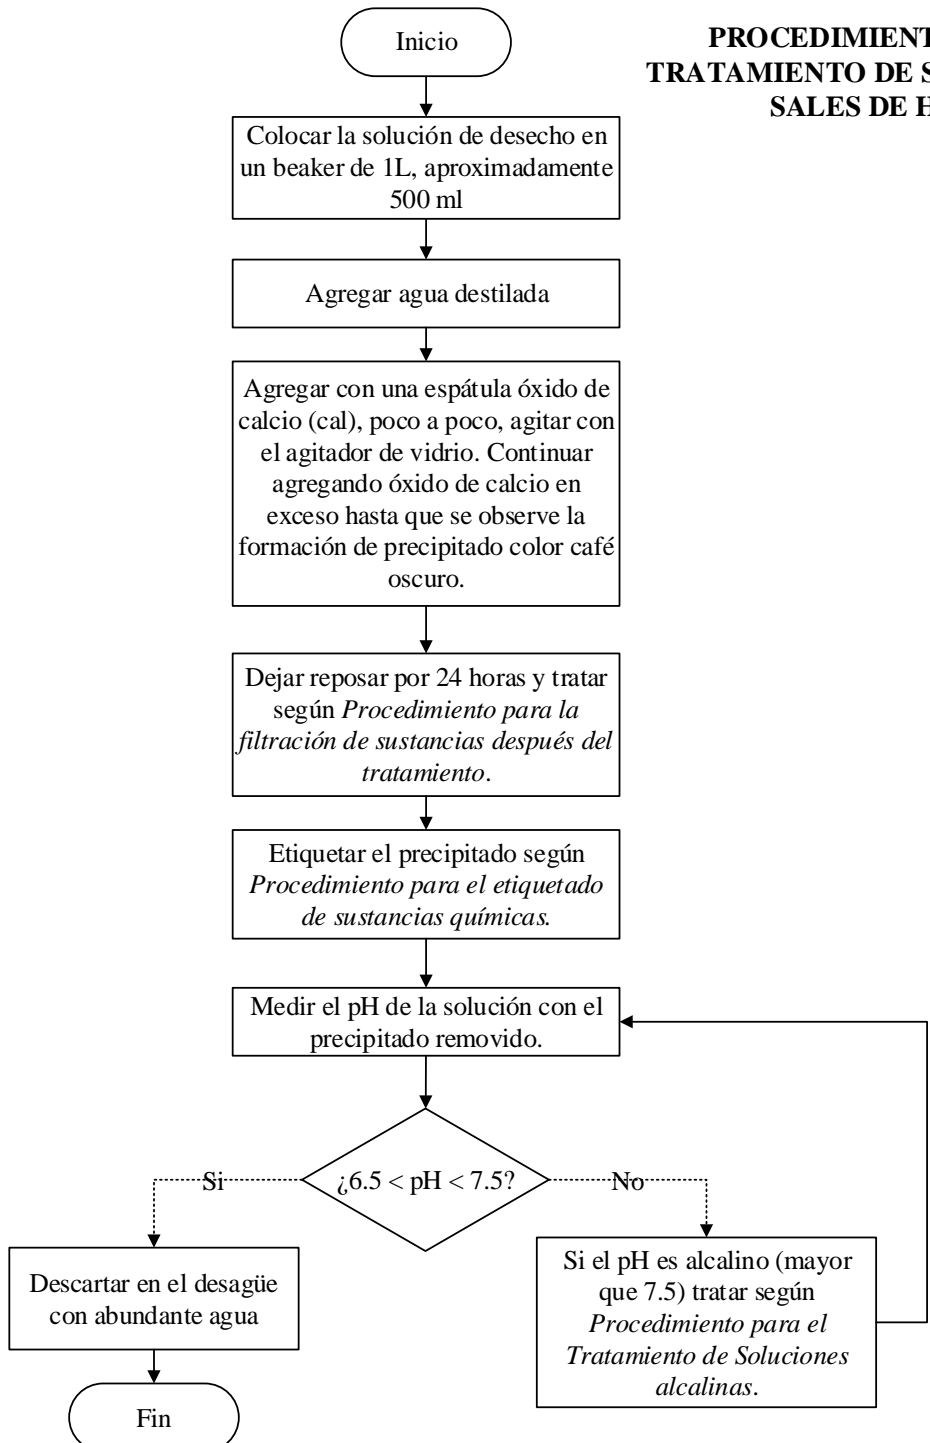 Inicio
PROCEDIMIENT
TRATAMIENTO DE S
SALES DE H
Colocar la solución de desecho en
un beaker de 1L, aproximadamente
500 ml
Agregar agua destilada
Agregar con una espátula óxido de
calcio (cal), poco a poco, agitar con
el agitador de vidrio. Continuar
agregando óxido de calcio en
exceso hasta que se observe la
formación de precipitado color café
oscuro.
Dejar reposar por 24 horas y tratar
según Procedimiento para la
filtración de sustancias después del
tratamiento.
Etiquetar el precipitado según
Procedimiento para el etiquetado
de sustancias químicas.
Medir el pH de la solución con el
precipitado removido.
¿6.5 < pH < 7.5?
Si
No
Descartar en el desagüe
con abundante agua
Si el pH es alcalino (mayor
que 7.5) tratar según
Procedimiento para el
Tratamiento de Soluciones
alcalinas.
Fin